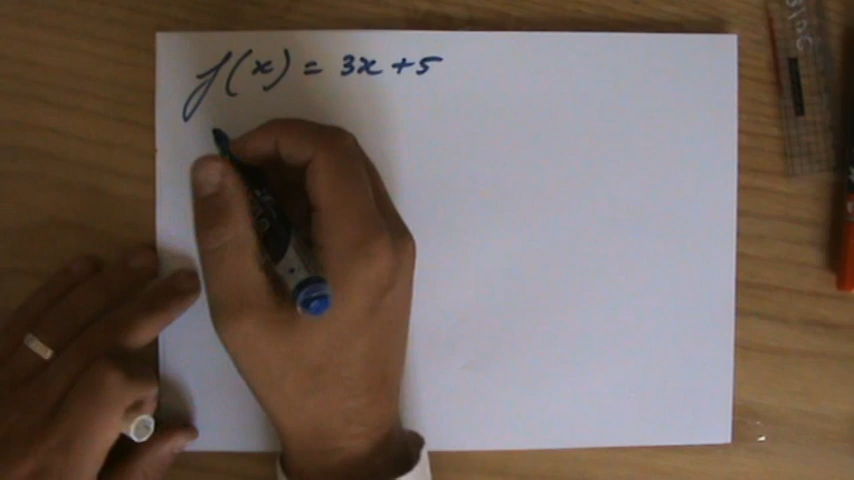 f(x) = 3x + 5